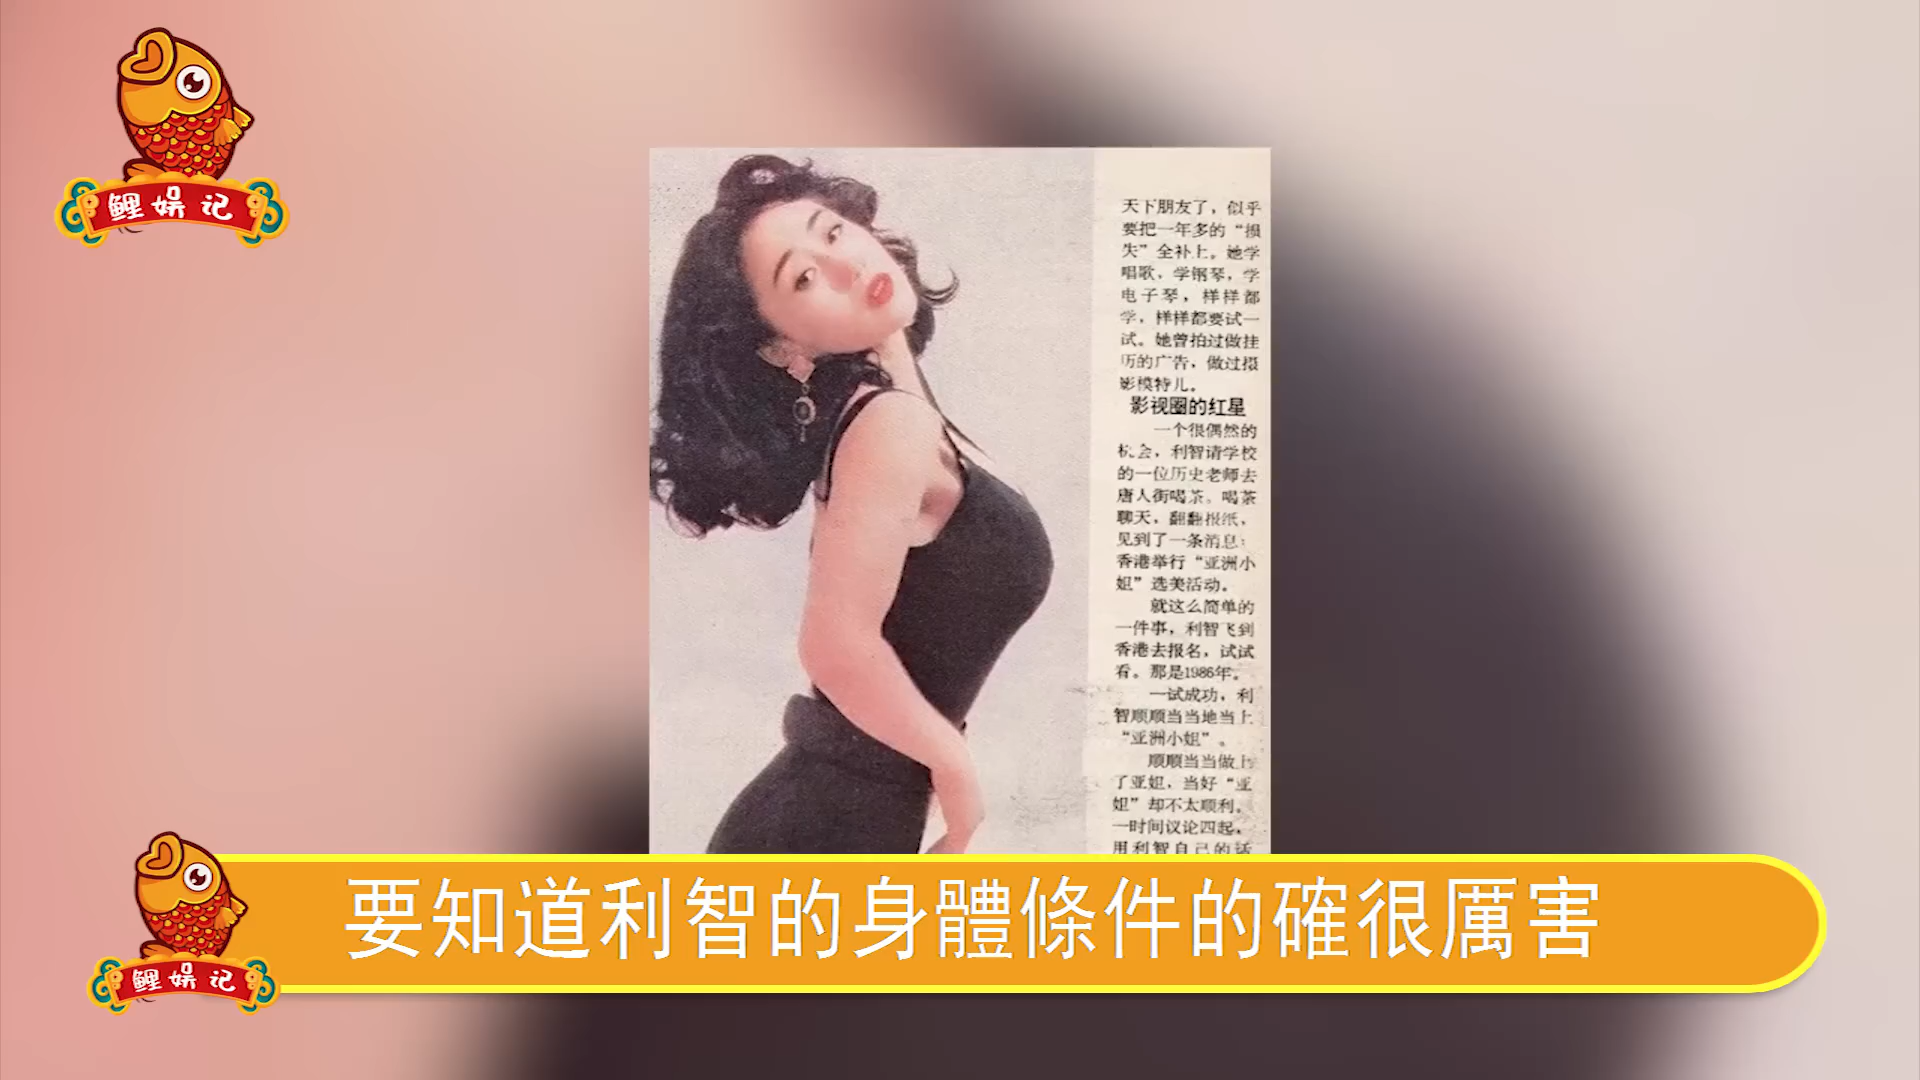 鲤娱记
天下朋友了，似乎
要把一年多的“损
失”全补上。她学
唱歌，学钢琴，学
电子琴，样样都
学，样样都要试一
试。她曾拍过做挂
历的广告，做过摄
影模特儿。
影视圈的红星
一个很偶然的
机会，利智请学校
的一位历史老师去
唐人街喝茶。喝茶
聊天，翻翻报纸，
见到了一条消息：
香港举行“亚洲小
姐”选美活动。
就这么简单的
一件事，利智飞到
香港去报名，试试
看。那是1986年。
一试成功，利
智顺顺当当地当上
“亚洲小姐”。
顺顺当当做上
了亚姐，当好“亚
姐”却不太顺利。
一时间议论四起，
用利智自己的话
要知道利智的身體條件的確很厲害
鲤娱记